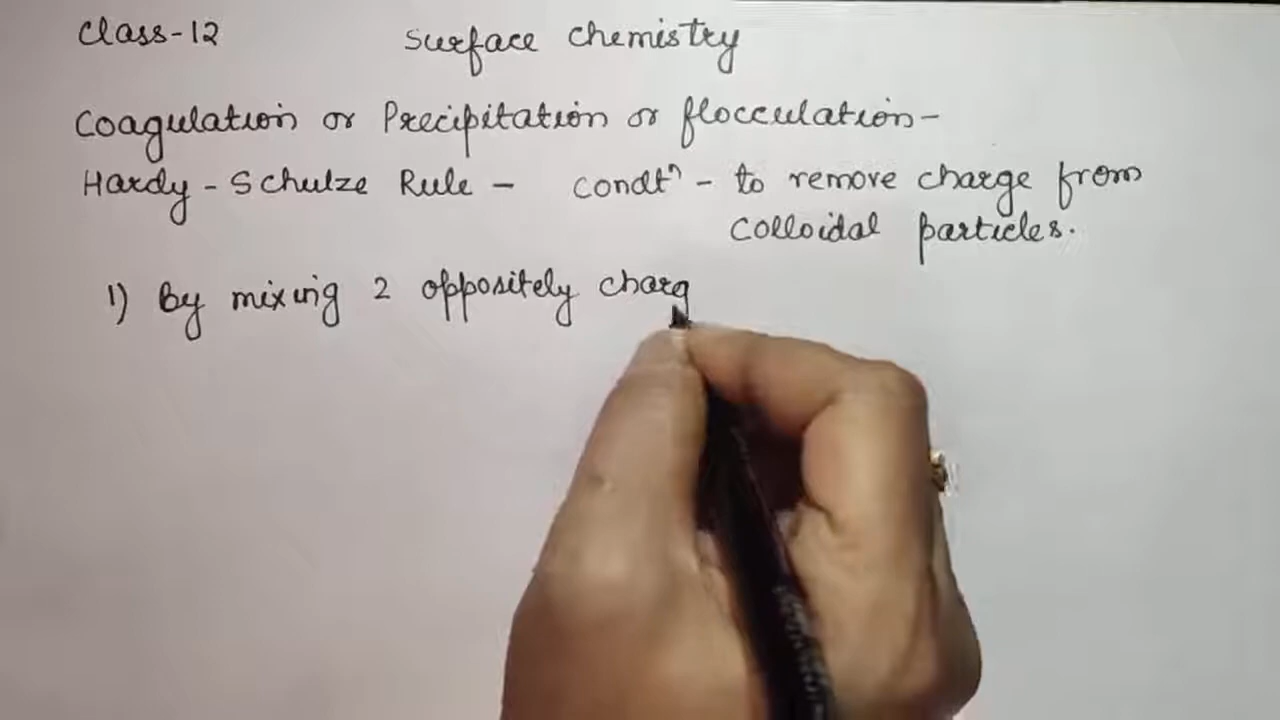 Class-12 Surface Chemistry
Coagulation or Precipitation or flocculation-
Hardy-Schulze Rule - condtⁿ - to remove charge from
colloidal particles.
1) By mixing 2 oppositely charg